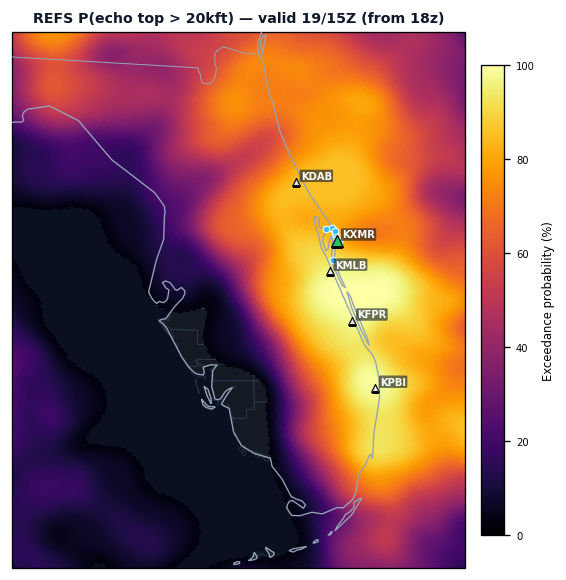 REFS P(echo top > 20kft) — valid 19/15Z (from 18z)
KDAB
KXMR
KMLB
KFPR
KPBI
100
80
60
40
20
0
Exceedance probability (%)